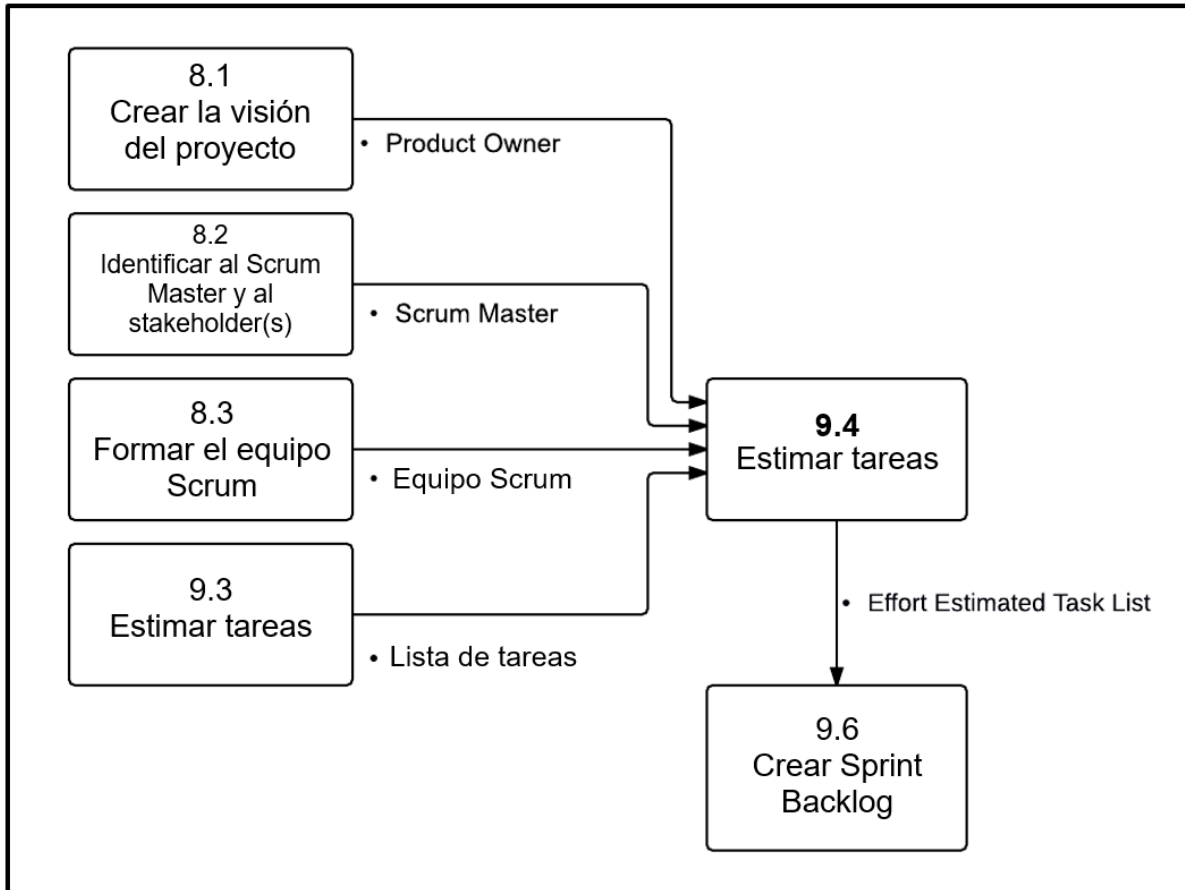 8.1
Crear la visión
del proyecto
• Product Owner
8.2
Identificar al Scrum
Master y al
stakeholder(s)
• Scrum Master
8.3
Formar el equipo
Scrum
• Equipo Scrum
9.3
Estimar tareas
• Lista de tareas
9.4
Estimar tareas
• Effort Estimated Task List
9.6
Crear Sprint
Backlog